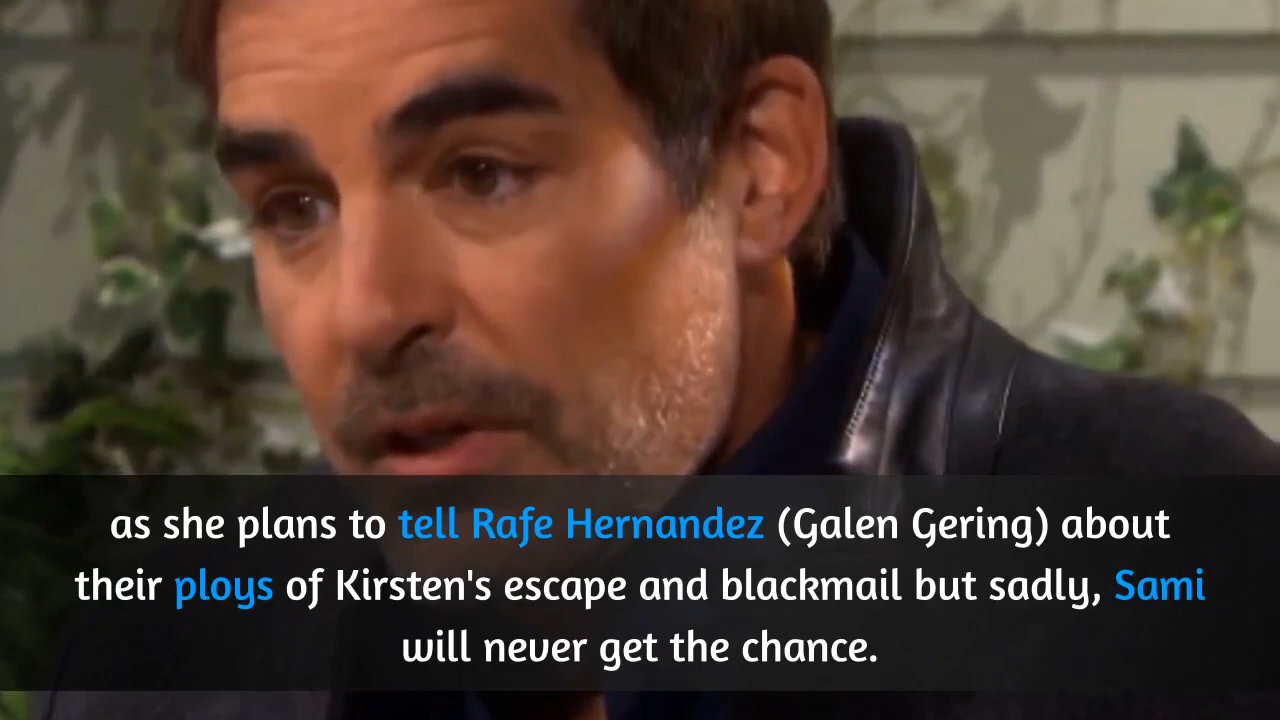 as she plans to tell Rafe Hernandez (Galen Gering) about
their ploys of Kirsten's escape and blackmail but sadly, Sami
will never get the chance.